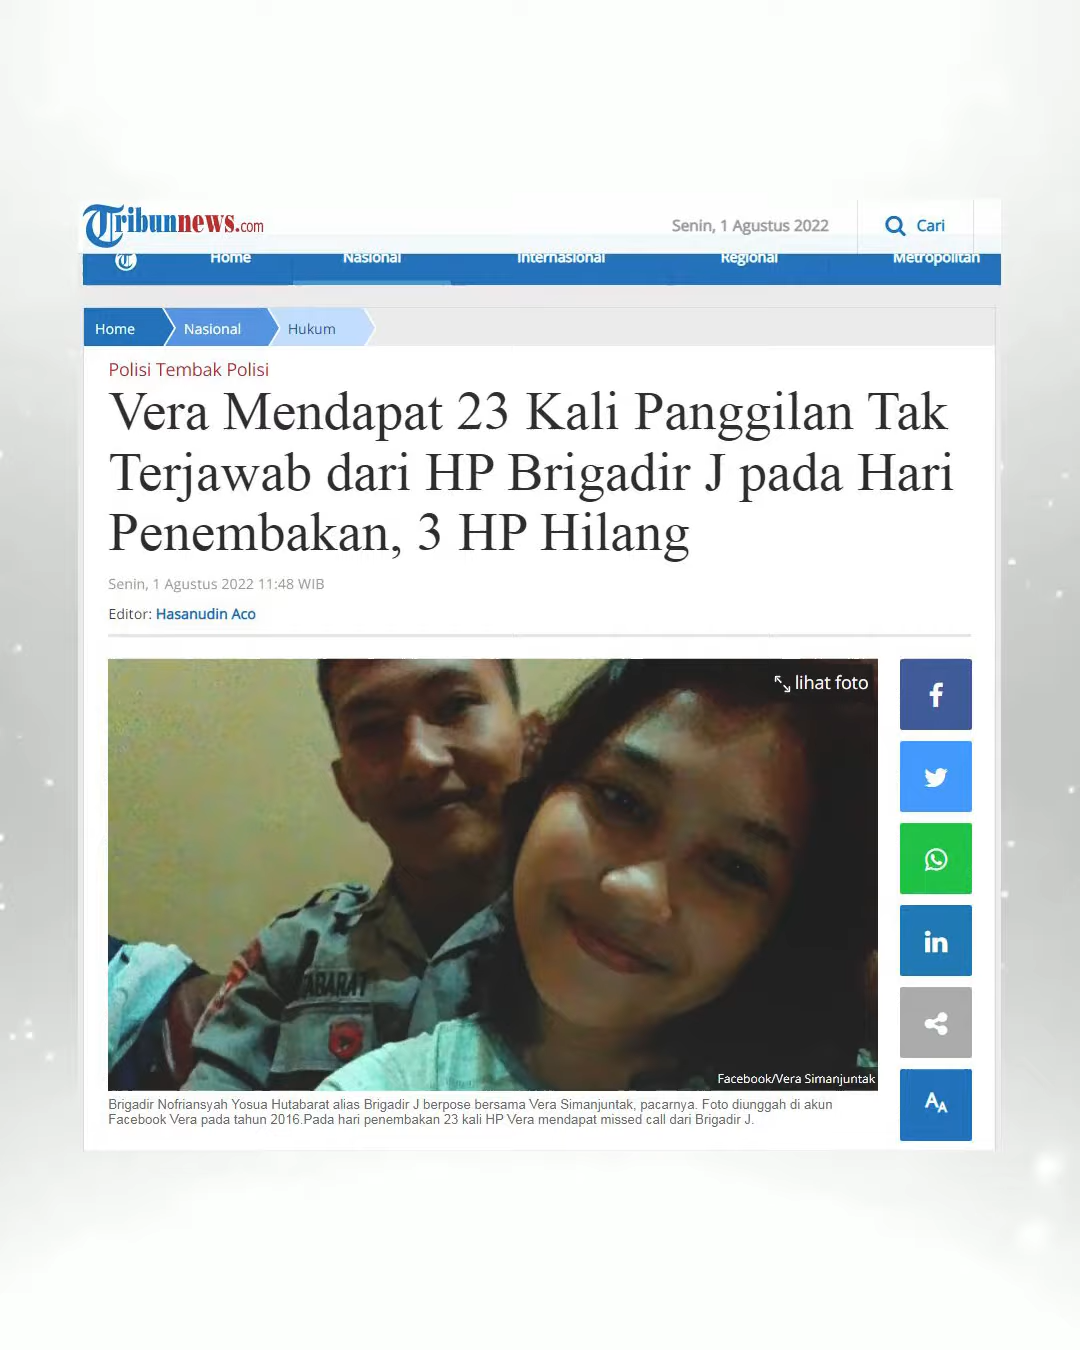 Tribunnews.com
Senin, 1 Agustus 2022
Cari
Home
Nasional
Internasional
Regional
Metropolitan
Home
Nasional
Hukum
Polisi Tembak Polisi
Vera Mendapat 23 Kali Panggilan Tak
Terjawab dari HP Brigadir J pada Hari
Penembakan, 3 HP Hilang
Senin, 1 Agustus 2022 11:48 WIB
Editor: Hasanudin Aco
lihat foto
ABARAT
Facebook/Vera Simanjuntak
Brigadir Nofriansyah Yosua Hutabarat alias Brigadir J berpose bersama Vera Simanjuntak, pacarnya. Foto diunggah di akun
Facebook Vera pada tahun 2016.Pada hari penembakan 23 kali HP Vera mendapat missed call dari Brigadir J.
AA